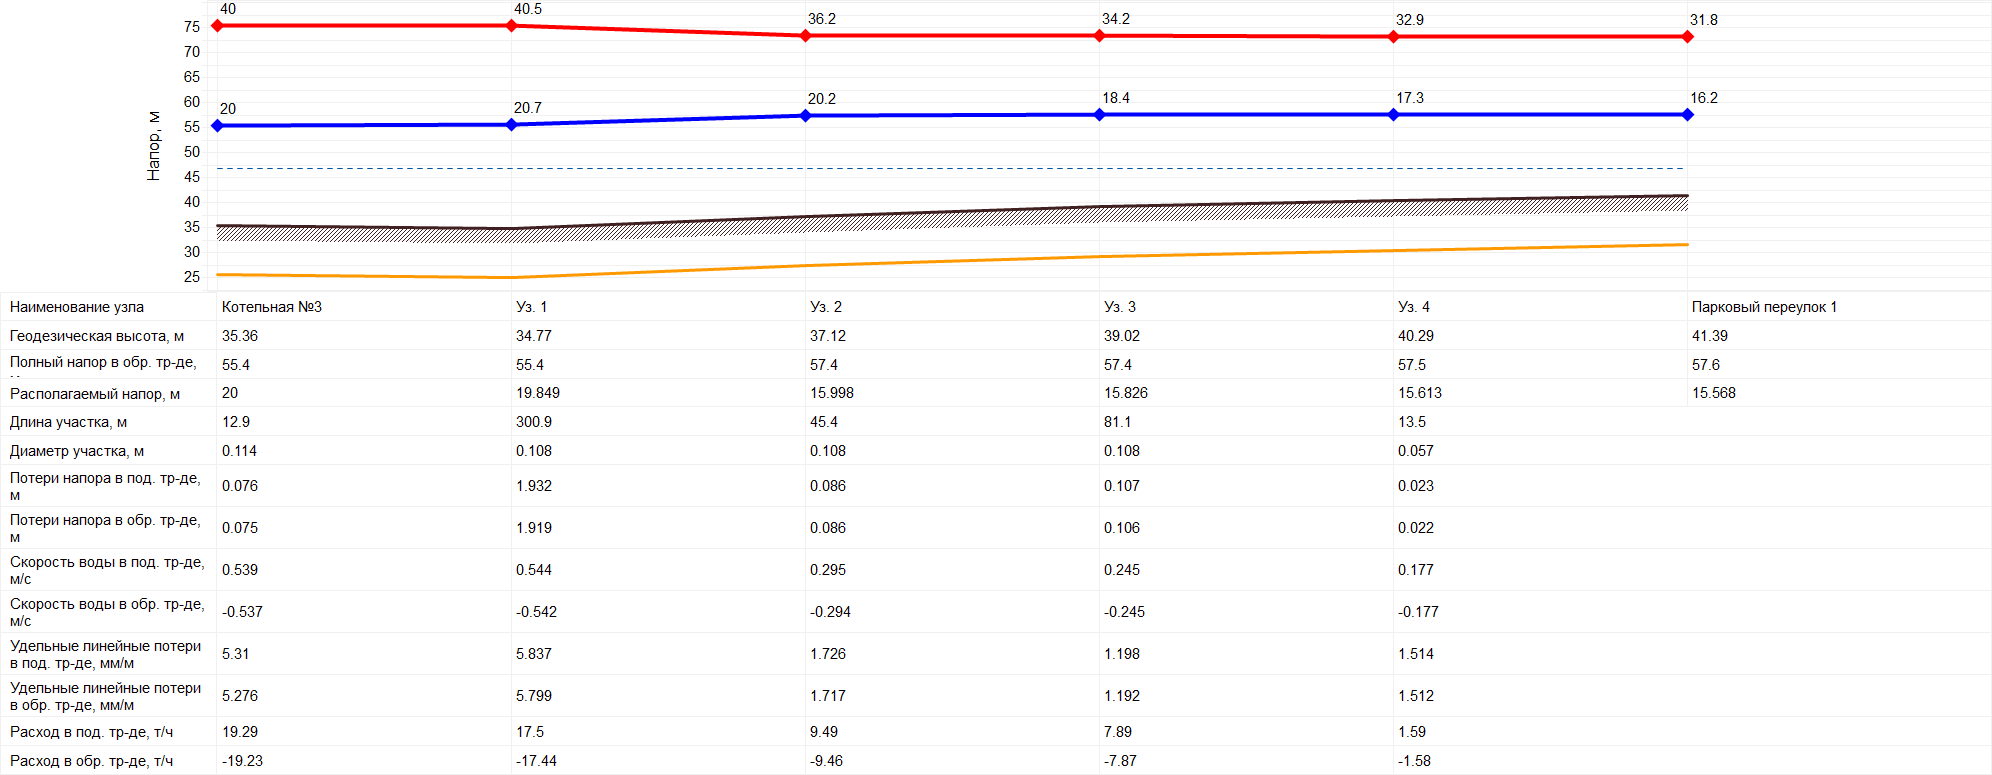 40 40.5 36.2 34.2 32.9 31.8
75
70
65
60
20 20.7 20.2 18.4 17.3 16.2
55
50
45
40
35
30
25
Напор, м
Наименование узла Котельная №3 Уз. 1 Уз. 2 Уз. 3 Уз. 4 Парковый переулок 1
Геодезическая высота, м 35.36 34.77 37.12 39.02 40.29 41.39
Полный напор в обр. тр-де, 55.4 55.4 57.4 57.4 57.5 57.6
Располагаемый напор, м 20 19.849 15.998 15.826 15.613 15.568
Длина участка, м 12.9 300.9 45.4 81.1 13.5
Диаметр участка, м 0.114 0.108 0.108 0.108 0.057
Потери напора в под. тр-де,
м 0.076 1.932 0.086 0.107 0.023
Потери напора в обр. тр-де,
м 0.075 1.919 0.086 0.106 0.022
Скорость воды в под. тр-де,
м/с 0.539 0.544 0.295 0.245 0.177
Скорость воды в обр. тр-де,
м/с -0.537 -0.542 -0.294 -0.245 -0.177
Удельные линейные потери
в под. тр-де, мм/м 5.31 5.837 1.726 1.198 1.514
Удельные линейные потери
в обр. тр-де, мм/м 5.276 5.799 1.717 1.192 1.512
Расход в под. тр-де, т/ч 19.29 17.5 9.49 7.89 1.59
Расход в обр. тр-де, т/ч -19.23 -17.44 -9.46 -7.87 -1.58